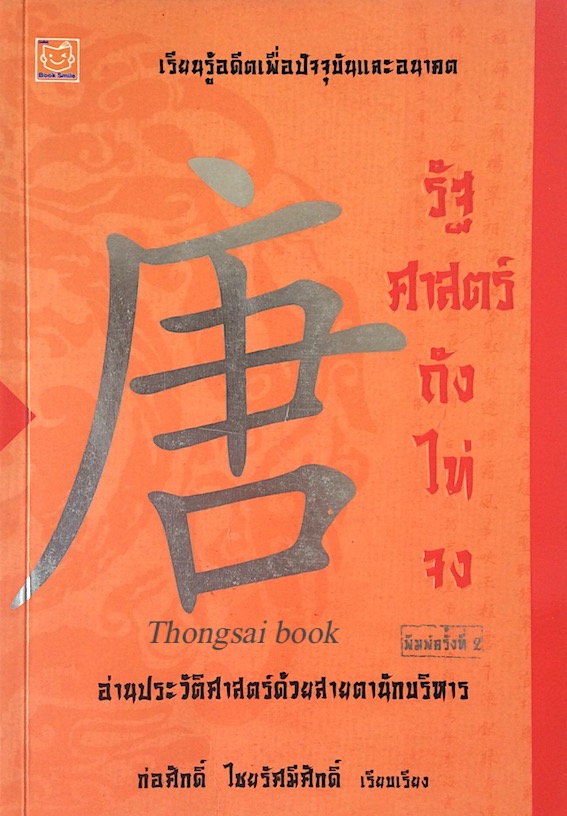 Book Smile
เรียนรู้อดีตเพื่อปัจจุบันและอนาคต
唐
รัฐ
ศาสตร์
ถัง
ไท่
จง
Thongsai book
พิมพ์ครั้งที่ 2
อ่านประวัติศาสตร์ด้วยสายตานักบริหาร
ก่อศักดิ์ ไชยรัศมีศักดิ์ เรียบเรียง